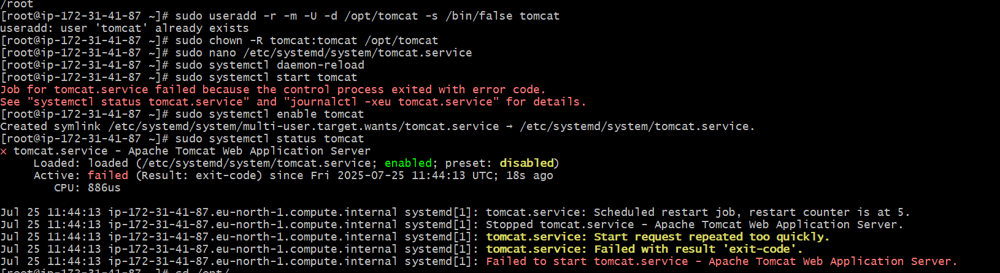 /root
[root@ip-172-31-41-87 ~]# sudo useradd -r -m -U -d /opt/tomcat -s /bin/false tomcat
useradd: user 'tomcat' already exists
[root@ip-172-31-41-87 ~]# sudo chown -R tomcat:tomcat /opt/tomcat
[root@ip-172-31-41-87 ~]# sudo nano /etc/systemd/system/tomcat.service
[root@ip-172-31-41-87 ~]# sudo systemctl daemon-reload
[root@ip-172-31-41-87 ~]# sudo systemctl start tomcat
Job for tomcat.service failed because the control process exited with error code.
See "systemctl status tomcat.service" and "journalctl -xeu tomcat.service" for details.
[root@ip-172-31-41-87 ~]# sudo systemctl enable tomcat
Created symlink /etc/systemd/system/multi-user.target.wants/tomcat.service → /etc/systemd/system/tomcat.service.
[root@ip-172-31-41-87 ~]# sudo systemctl status tomcat
× tomcat.service - Apache Tomcat Web Application Server
Loaded: loaded (/etc/systemd/system/tomcat.service; enabled; preset: disabled)
Active: failed (Result: exit-code) since Fri 2025-07-25 11:44:13 UTC; 18s ago
CPU: 886us
Jul 25 11:44:13 ip-172-31-41-87.eu-north-1.compute.internal systemd[1]: tomcat.service: Scheduled restart job, restart counter is at 5.
Jul 25 11:44:13 ip-172-31-41-87.eu-north-1.compute.internal systemd[1]: Stopped tomcat.service - Apache Tomcat Web Application Server.
Jul 25 11:44:13 ip-172-31-41-87.eu-north-1.compute.internal systemd[1]: tomcat.service: Start request repeated too quickly.
Jul 25 11:44:13 ip-172-31-41-87.eu-north-1.compute.internal systemd[1]: tomcat.service: Failed with result 'exit-code'.
Jul 25 11:44:13 ip-172-31-41-87.eu-north-1.compute.internal systemd[1]: Failed to start tomcat.service - Apache Tomcat Web Application Server.
[root@ip-172-31-41-87 ~]# cd /opt/